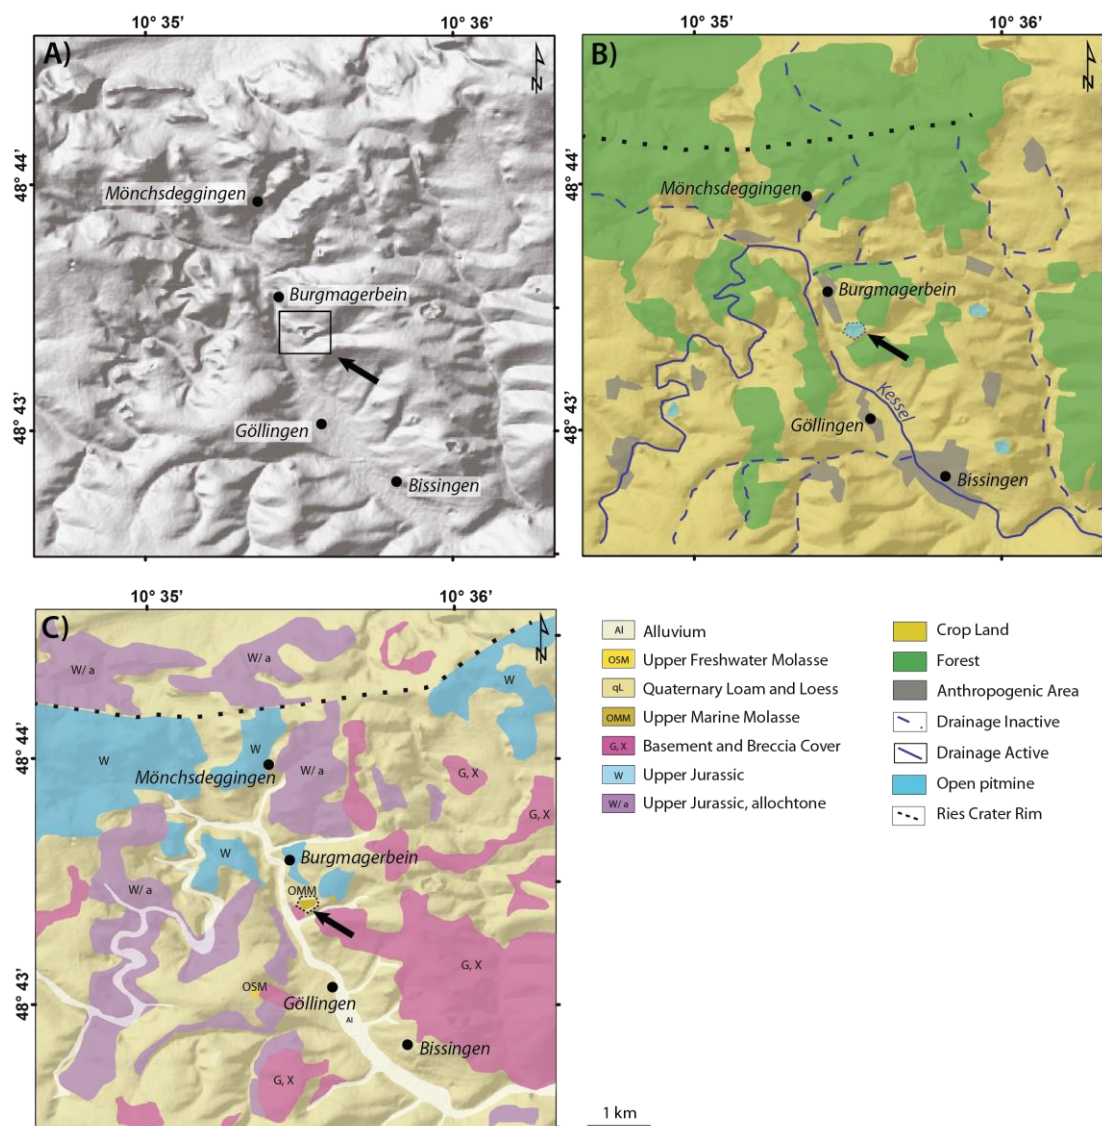 10° 35’
10° 36’
A)
N
48° 44’
Mönchsdeggingen
Burgmagerbein
48° 43’
Göllingen
Bissingen
10° 35’
10° 36’
B)
N
48° 44’
Mönchsdeggingen
Burgmagerbein
Kessel
48° 43’
Göllingen
Bissingen
10° 35’
10° 36’
C)
N
W/ a
W/ a
W
48° 44’
W
W
W/ a
Mönchsdeggingen
G, X
G, X
W
Burgmagerbein
W/ a
OMM
G, X
48° 43’
OSM
Göllingen
Al
Bissingen
G, X
Al Alluvium
OSM Upper Freshwater Molasse
qL Quaternary Loam and Loess
OMM Upper Marine Molasse
G, X Basement and Breccia Cover
W Upper Jurassic
W/ a Upper Jurassic, allochtone
Crop Land
Forest
Anthropogenic Area
Drainage Inactive
Drainage Active
Open pitmine
Ries Crater Rim
1 km